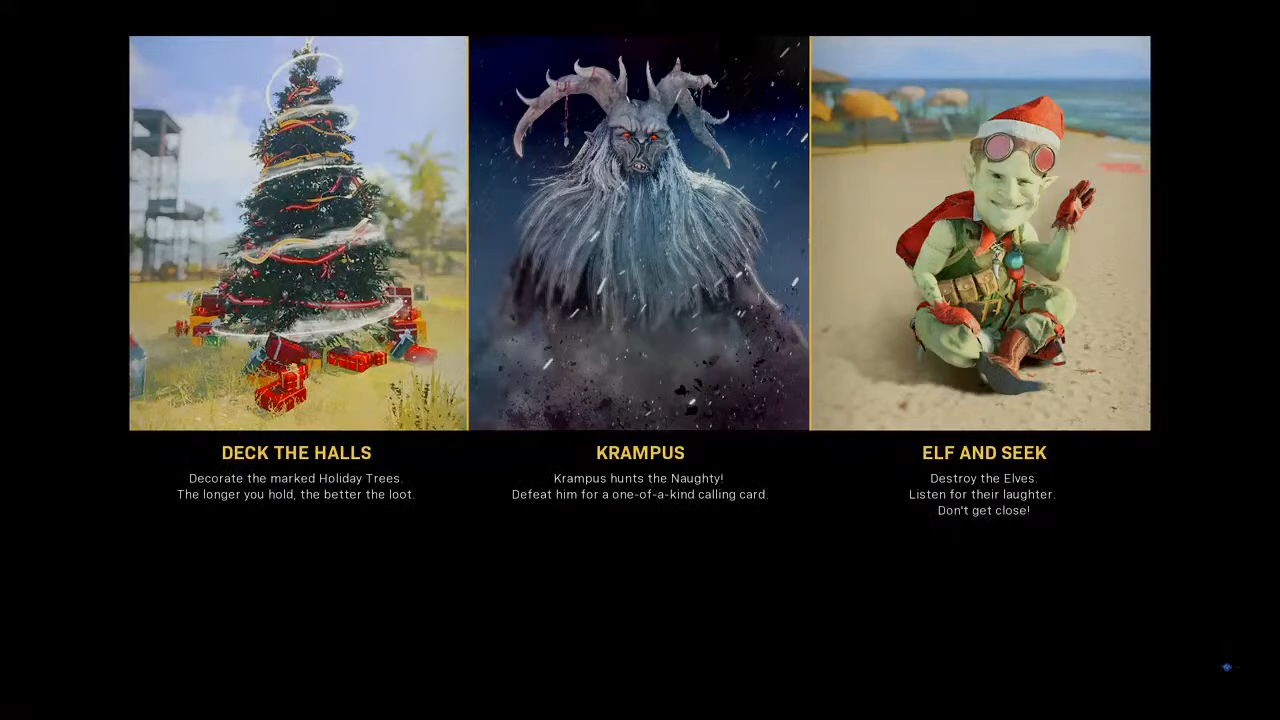 DECK THE HALLS
Decorate the marked Holiday Trees.
The longer you hold, the better the loot.
KRAMPUS
Krampus hunts the Naughty!
Defeat him for a one-of-a-kind calling card.
ELF AND SEEK
Destroy the Elves.
Listen for their laughter.
Don't get close!